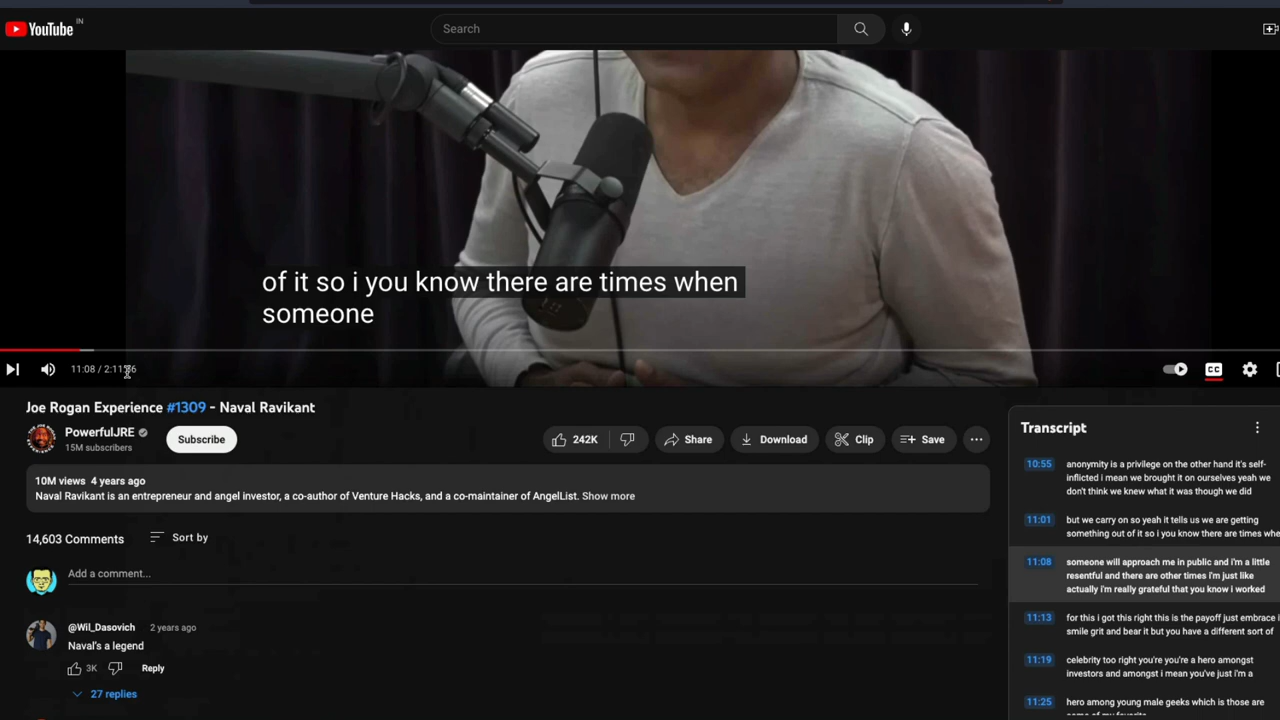 YouTube IN
Search
of it so i you know there are times when
someone
11:08 / 2:11:
Joe Rogan Experience #1309 - Naval Ravikant
PowerfulJRE
15M subscribers
Subscribe
242K
Share
Download
Clip
Save
10M views 4 years ago
Naval Ravikant is an entrepreneur and angel investor, a co-author of Venture Hacks, and a co-maintainer of AngelList. Show more
14,603 Comments
Sort by
Add a comment...
@Wil_Dasovich 2 years ago
Naval's a legend
3K
Reply
27 replies
CC
Transcript
10:55
anonymity is a privilege on the other hand it's self-
inflicted i mean we brought it on ourselves yeah we
don't think we knew what it was though we did
11:01
but we carry on so yeah it tells us we are getting
something out of it so i you know there are times whe
11:08
someone will approach me in public and i'm a little
resentful and there are other times i'm just like
actually i'm really grateful that you know i worked
11:13
for this i got this right this is the payoff just embrace i
smile grit and bear it but you have a different sort of
11:19
celebrity too right you're you're a hero amongst
investors and amongst i mean you've just i'm a
11:25
hero among young male geeks which is those are